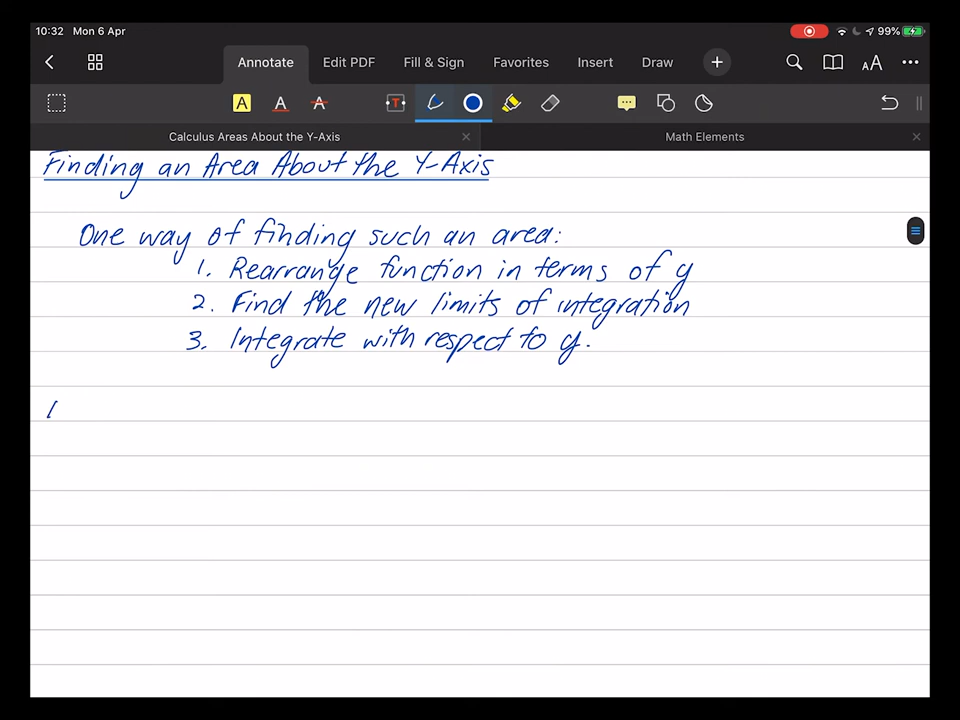 10:32 Mon 6 Apr
99%
Annotate Edit PDF Fill & Sign Favorites Insert Draw
AA
A A T
Calculus Areas About the Y-Axis
Math Elements
Finding an Area About the Y-Axis
One way of finding such an area:
1. Rearrange function in terms of y
2. Find the new limits of integration
3. Integrate with respect to y.